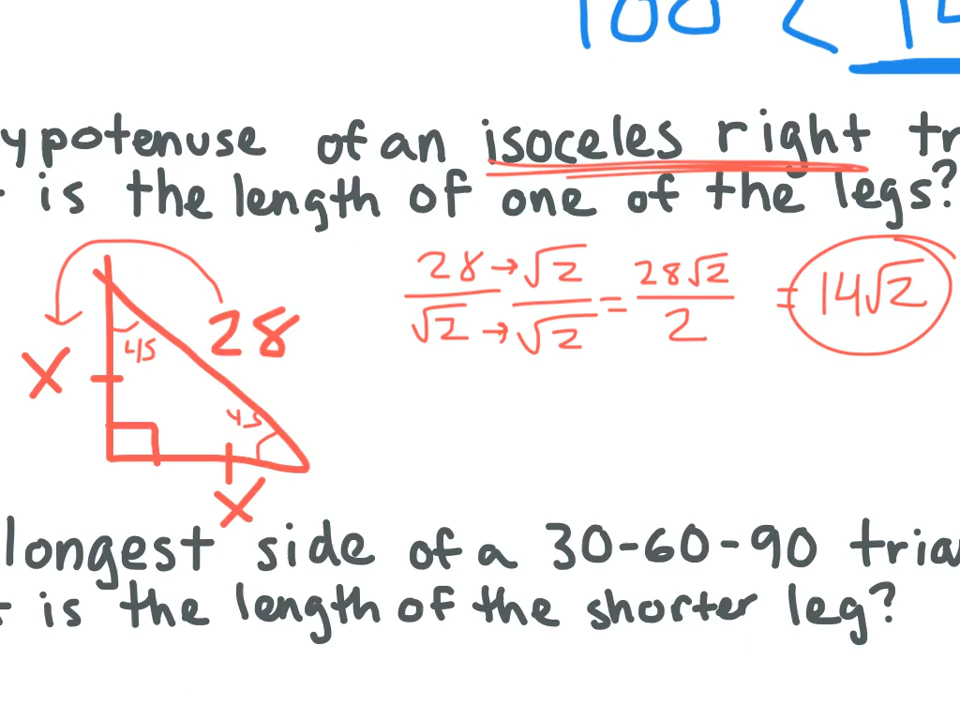 100 <
ypotenuse of an isoceles right tr
is the length of one of the legs?
28 → √2 / √2 → √2 = 28√2 / 2 = 14√2
28
45
X
45
X
longest side of a 30-60-90 tria
t is the length of the shorter leg?